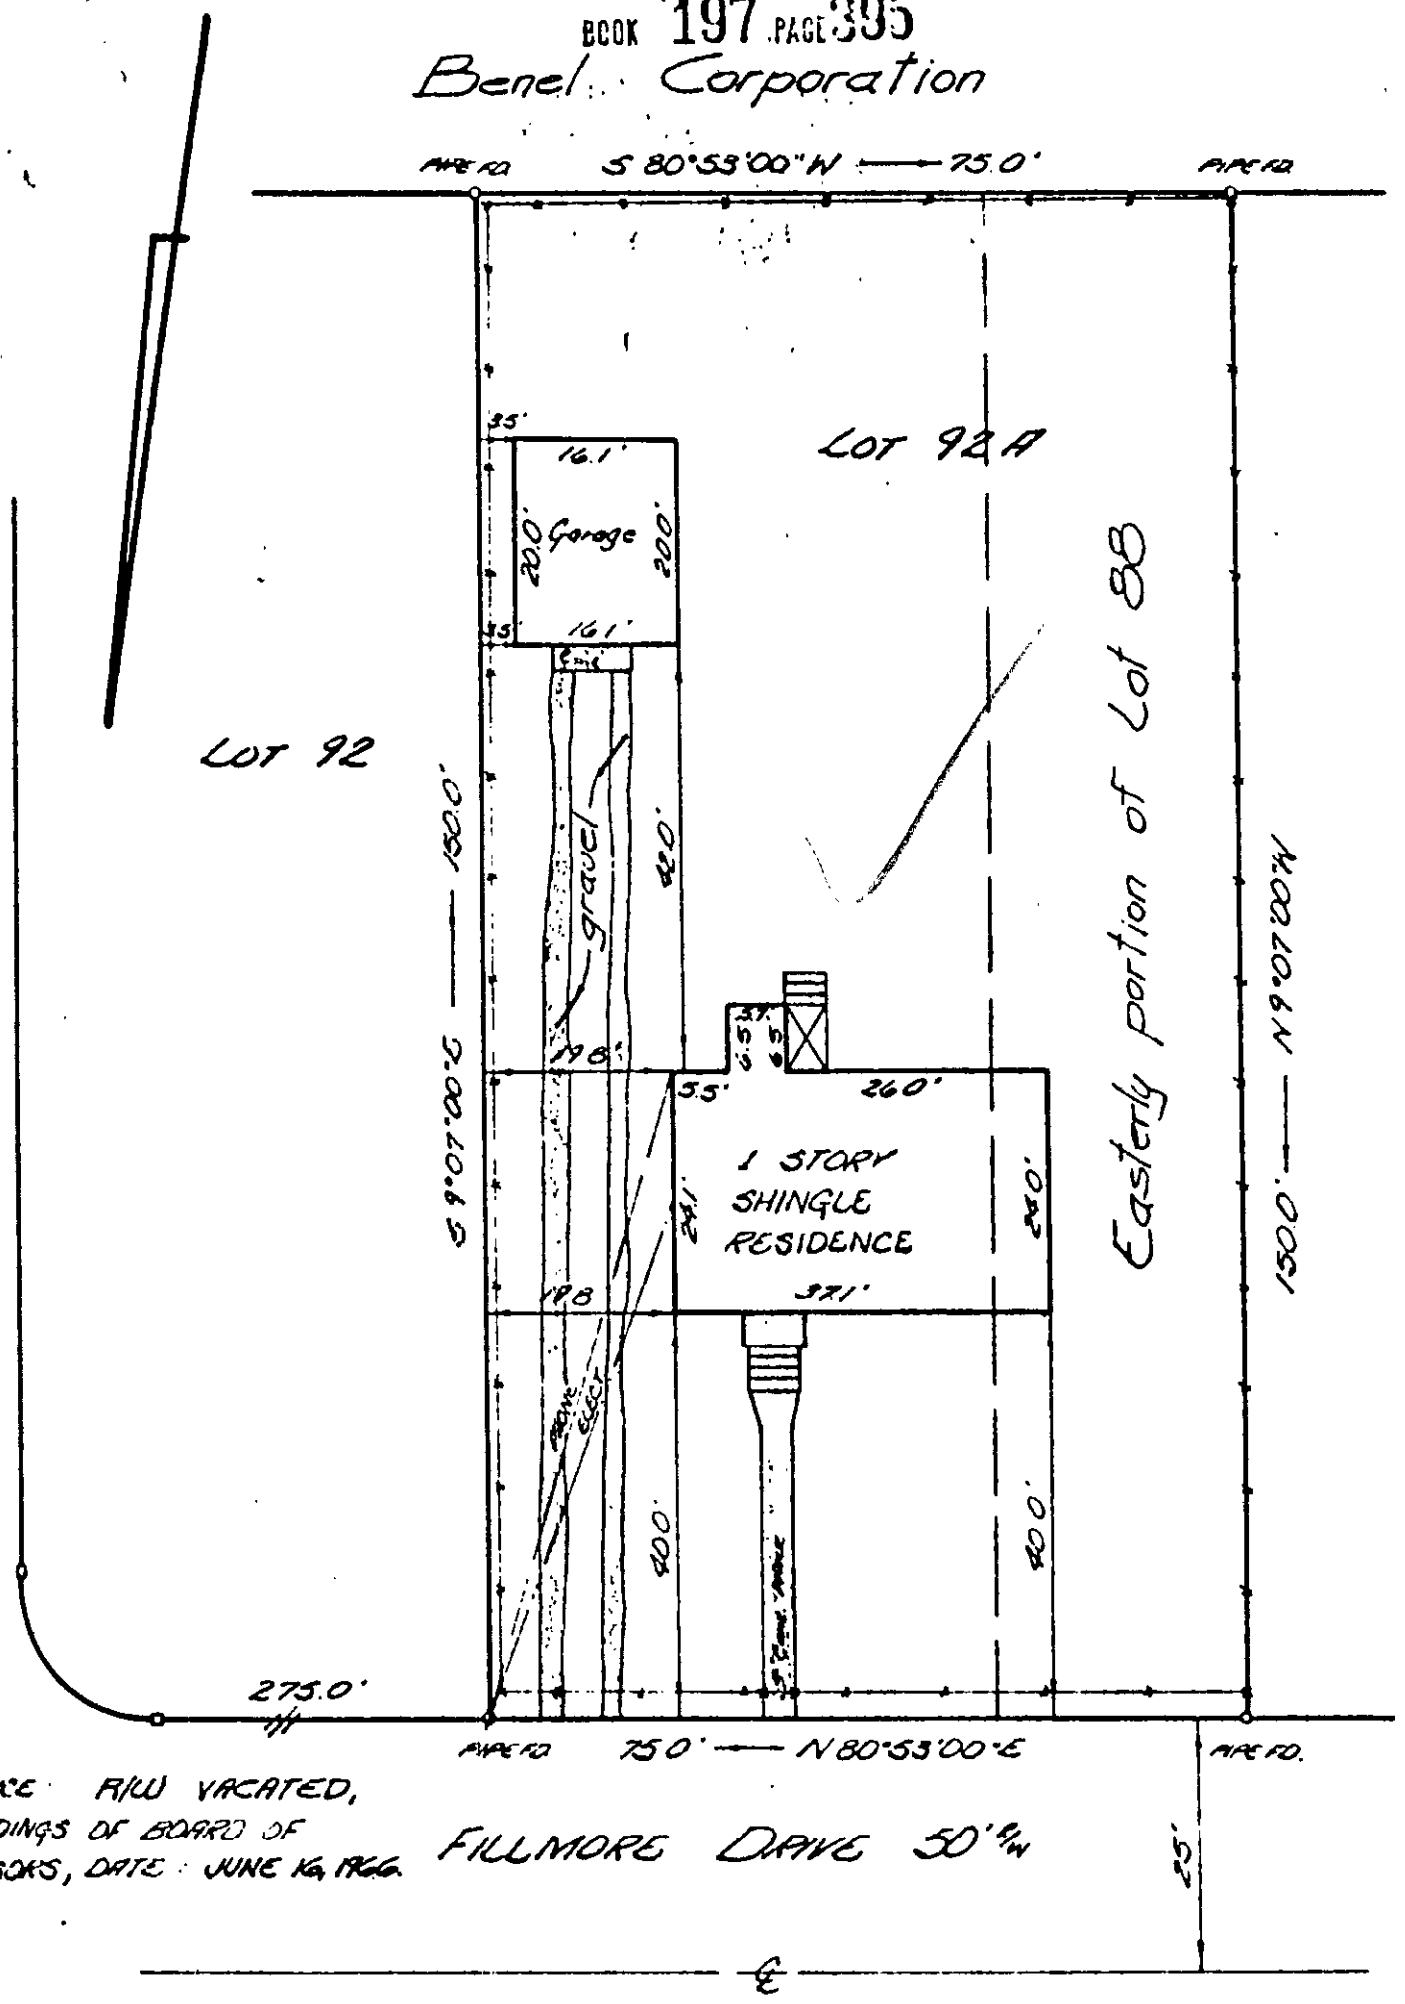 BOOK 197 PAGE 395
Benel Corporation
PIPE FD.
S 80°53'00" W 75.0'
PIPE FD.
3.5'
16.1'
LOT 92 A
20.0'
Garage
20.0'
3.5'
16.1'
Conc.
LOT 92
gravel
42.0'
Easterly portion of Lot 88
S 9°07'00"E 150.0'
150.0' N 9°07'00"W
5.7'
6.5'
6.5'
19.8'
5.5'
26.0'
1 STORY
SHINGLE
RESIDENCE
24.1'
24.0'
19.8
37.1'
PHONE
ELECT
40.0'
40.0'
Conc.
275.0'
PIPE FD
75.0' N 80°53'00"E
PIPE FD.
R/W VACATED,
DINGS OF BOARD OF
SORS, DATE: JUNE 16, 1966.
FILLMORE DRIVE 50' R/W
25'
℄